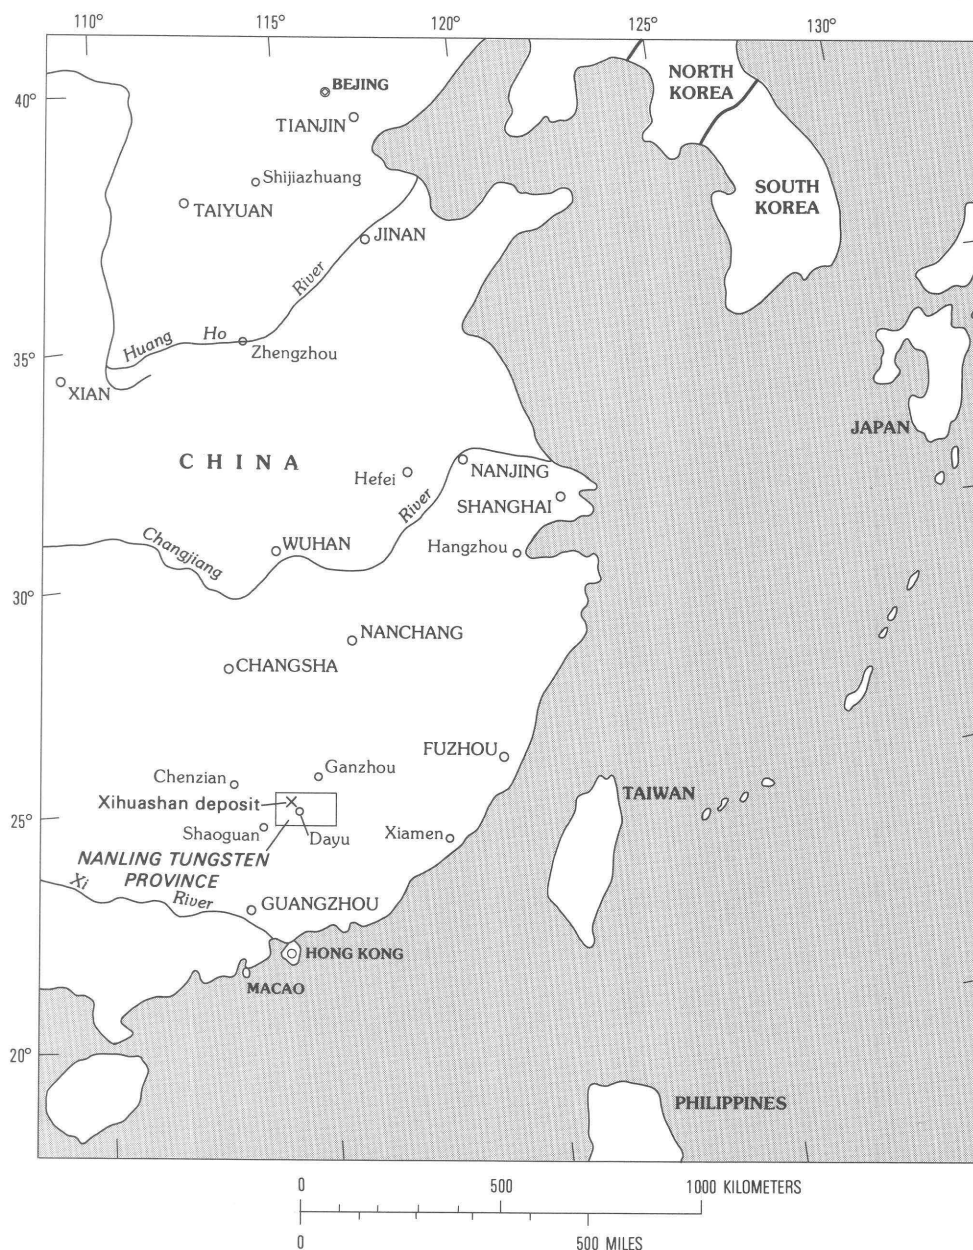 110° 115° 120° 125° 130°
40°
BEJING
TIANJIN
NORTH
KOREA
Shijiazhuang
TAIYUAN
SOUTH
KOREA
JINAN
River
Huang Ho
Zhengzhou
35°
XIAN
JAPAN
CHINA
Hefei
NANJING
River
SHANGHAI
Changjiang
WUHAN
Hangzhou
30°
NANCHANG
CHANGSHA
FUZHOU
Chenzian
Ganzhou
TAIWAN
Xihuashan deposit
25°
Shaoguan
Dayu
Xiamen
NANLING TUNGSTEN
PROVINCE
Xi River
GUANGZHOU
HONG KONG
MACAO
20°
PHILIPPINES
0 500 1000 KILOMETERS
0 500 MILES